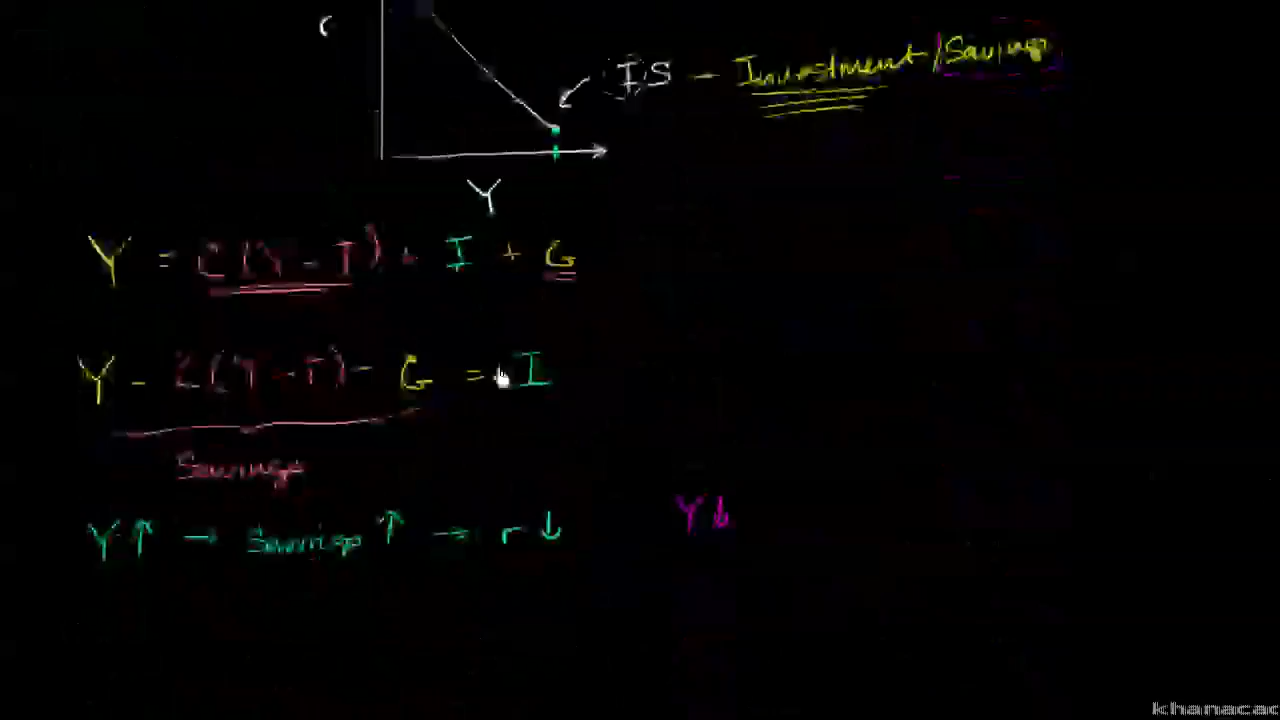 r
IS – Investment/Savings
Y
Y = C(Y - T) + I + G
Y - C(Y - T) - G = I
Savings
Y↑ → Savings↑ → r↓
Y↓
khanacad